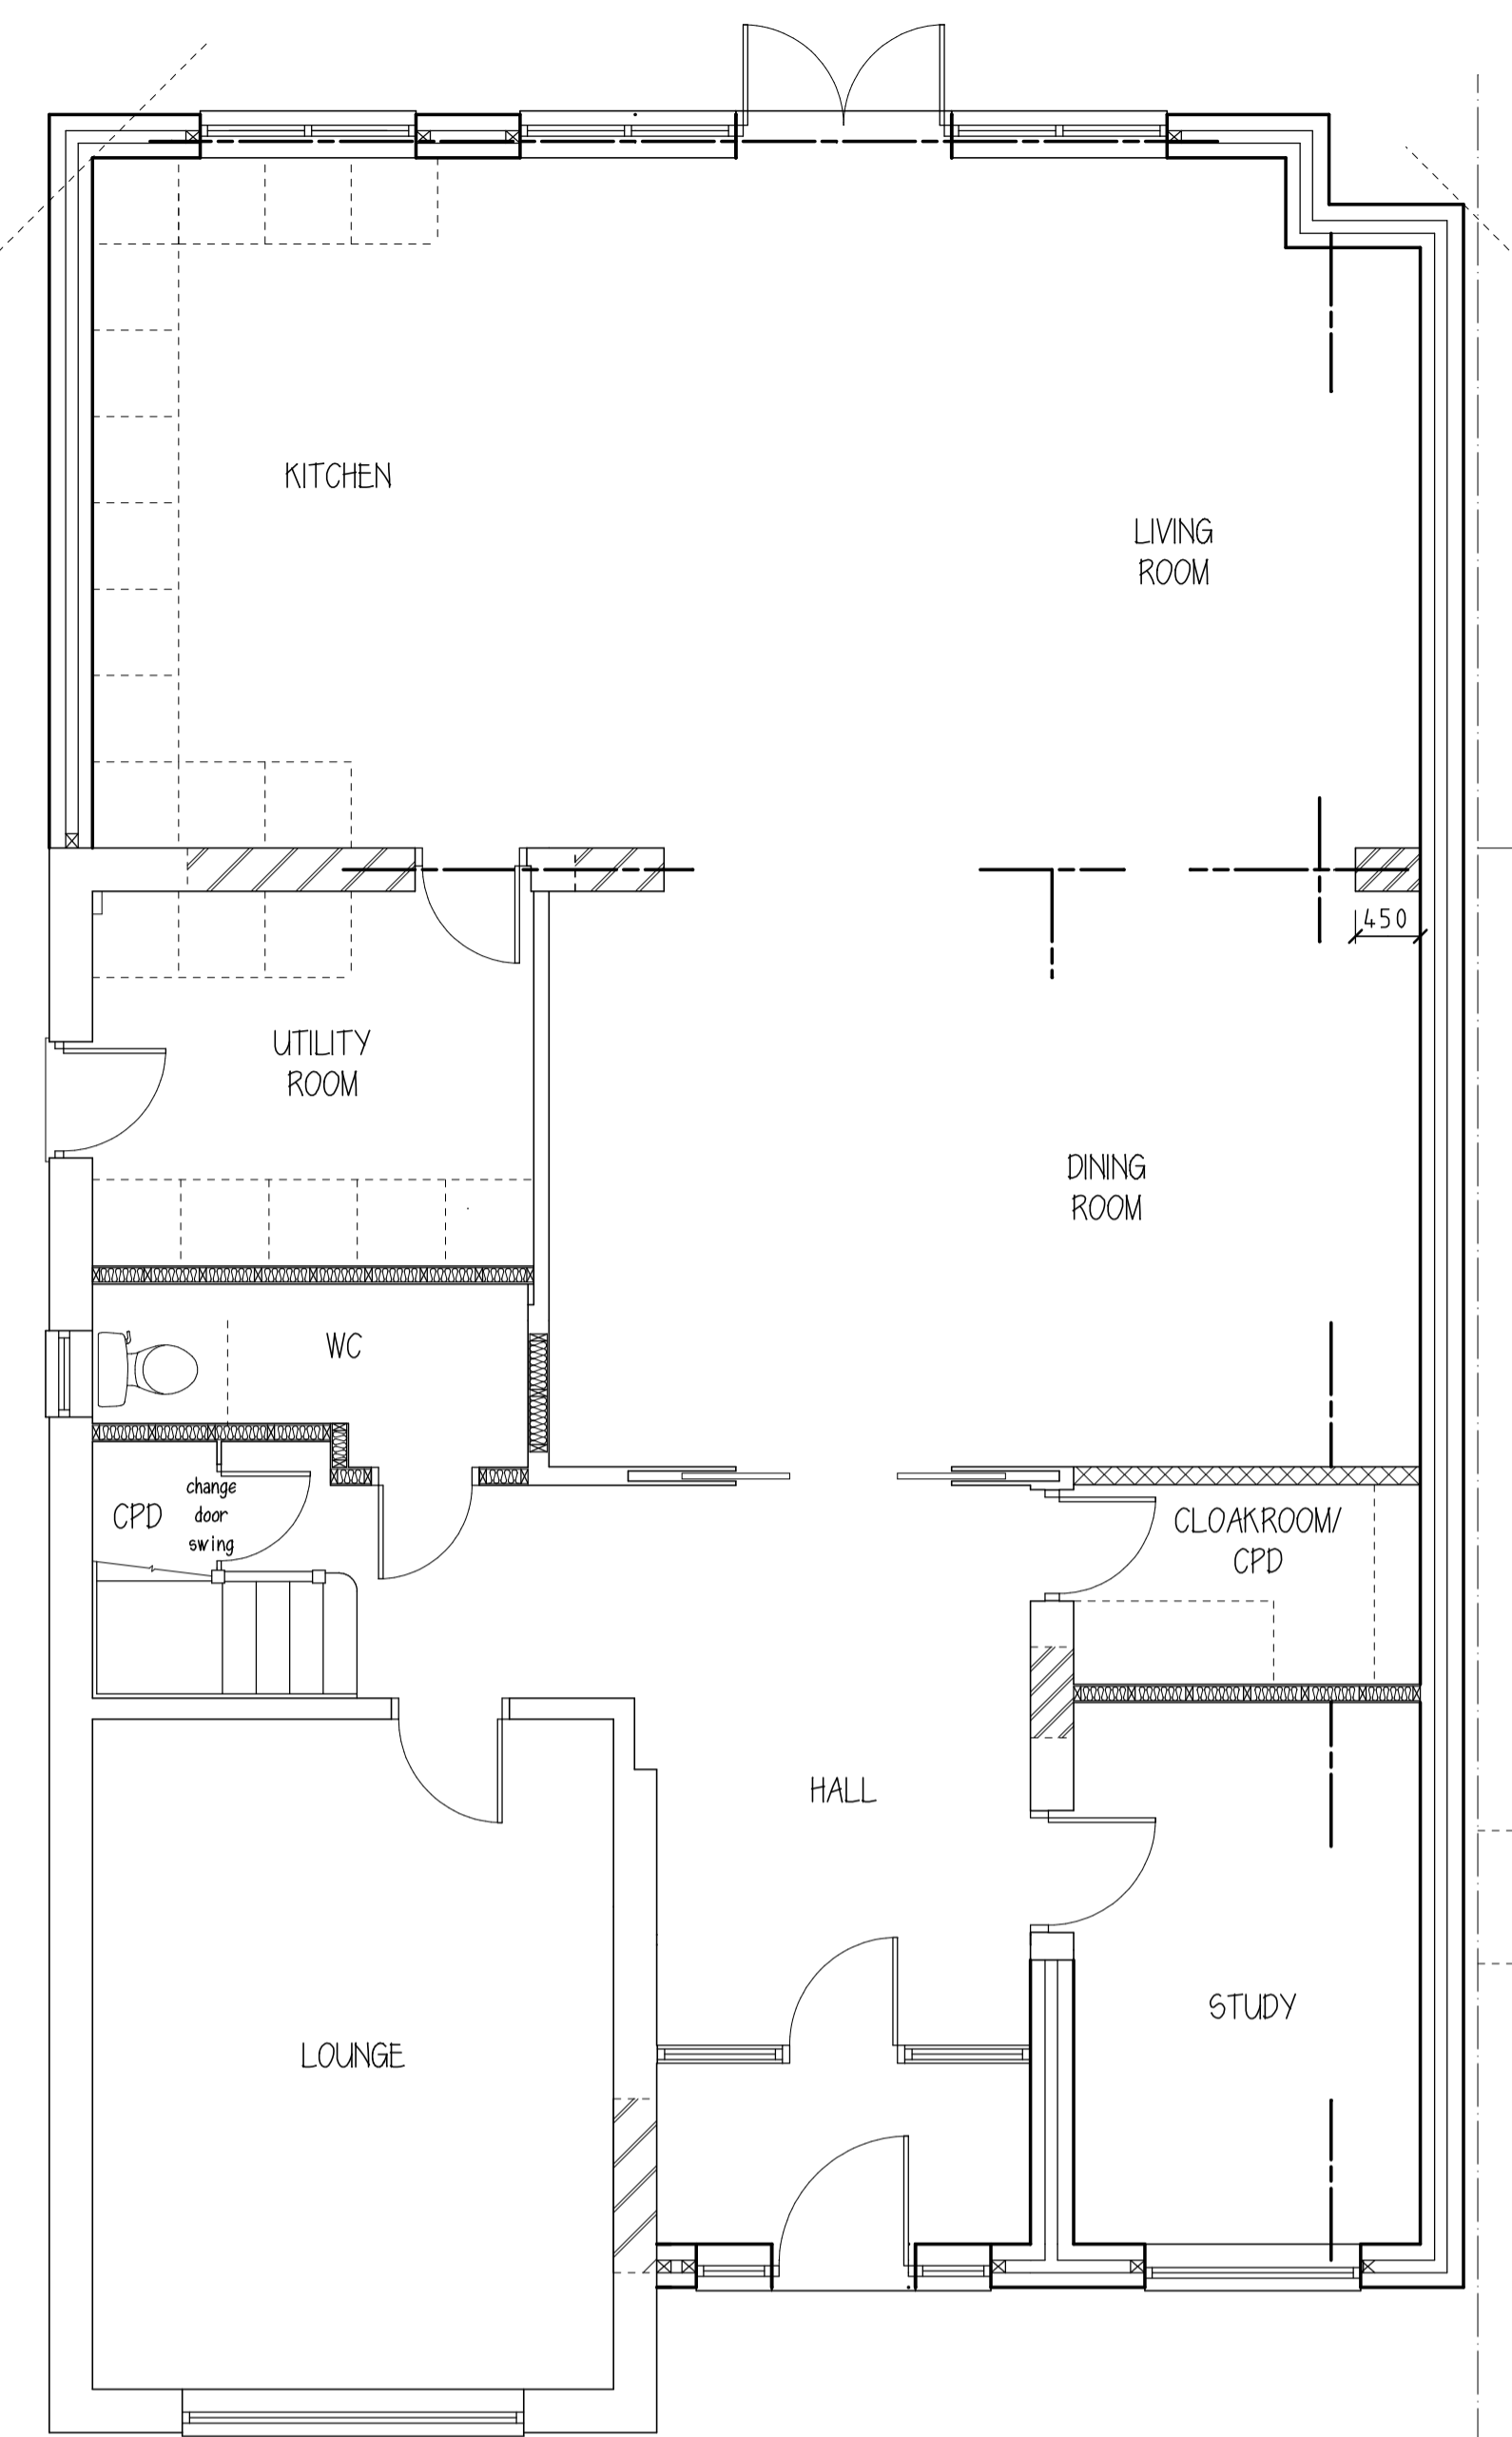 KITCHEN
LIVING
ROOM
450
UTILITY
ROOM
DINING
ROOM
WC
CPD
change
door
swing
CLOAKROOM/
CPD
HALL
STUDY
LOUNGE